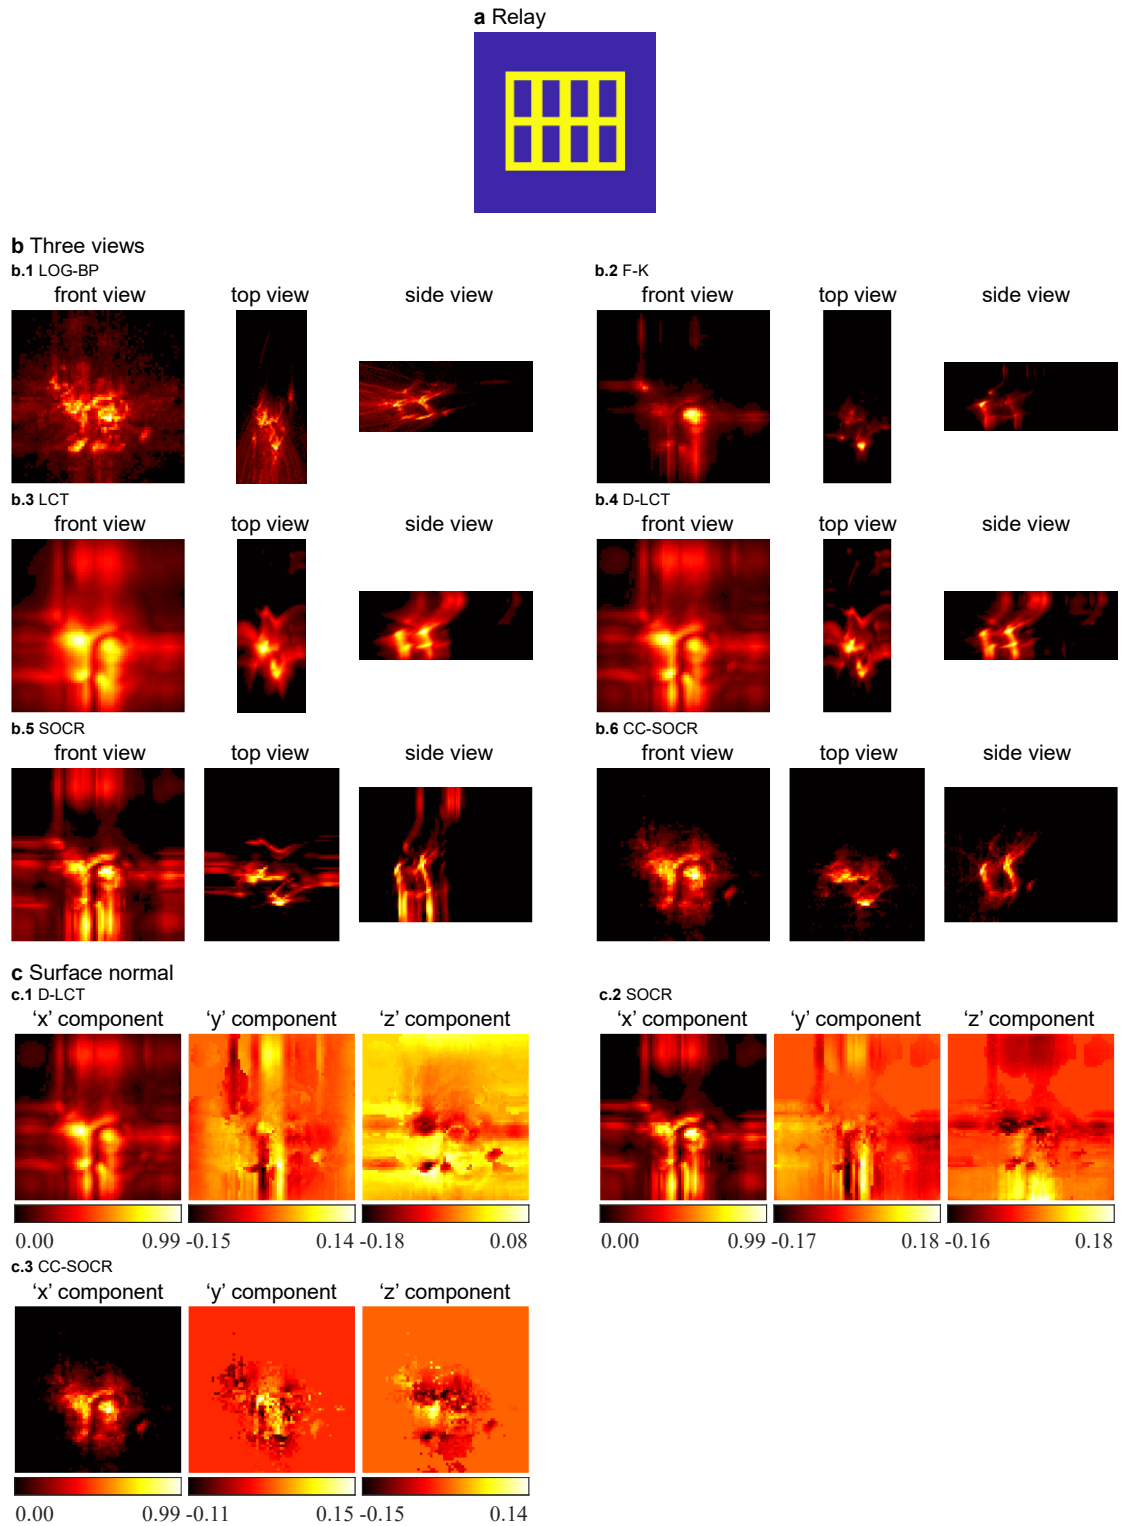 a Relay
b Three views
b.1 LOG-BP
front view top view side view
b.2 F-K
front view top view side view
b.3 LCT
front view top view side view
b.4 D-LCT
front view top view side view
b.5 SOCR
front view top view side view
b.6 CC-SOCR
front view top view side view
c Surface normal
c.1 D-LCT
‘x’ component ‘y’ component ‘z’ component
0.00 0.99 -0.15 0.14 -0.18 0.08
c.2 SOCR
‘x’ component ‘y’ component ‘z’ component
0.00 0.99 -0.17 0.18 -0.16 0.18
c.3 CC-SOCR
‘x’ component ‘y’ component ‘z’ component
0.00 0.99 -0.11 0.15 -0.15 0.14